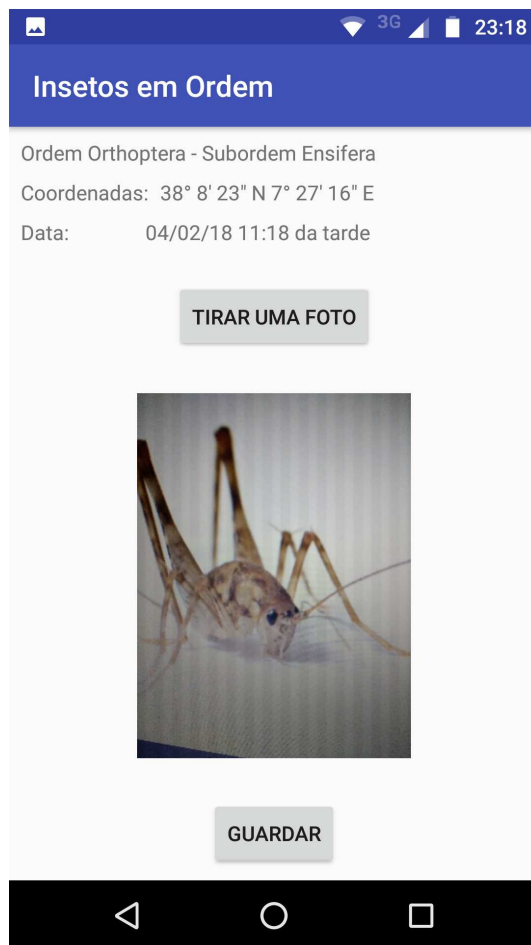 3G 23:18
Insetos em Ordem
Ordem Orthoptera - Subordem Ensifera
Coordenadas: 38° 8' 23" N 7° 27' 16" E
Data: 04/02/18 11:18 da tarde
TIRAR UMA FOTO
GUARDAR